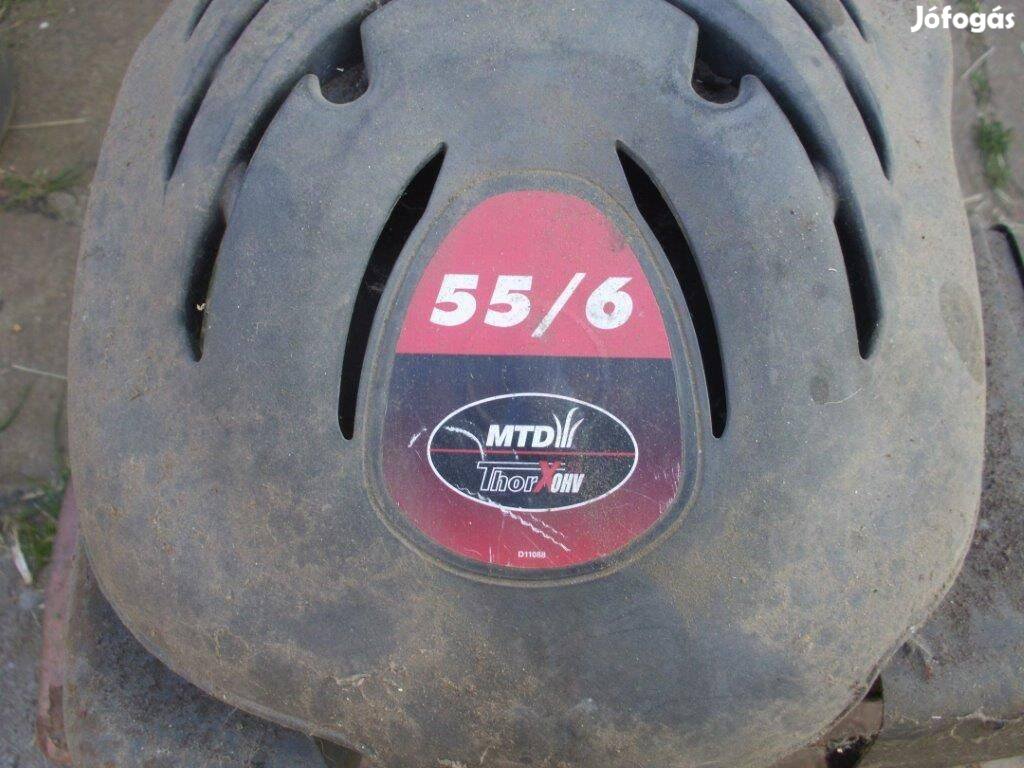 Jófogás
55/6
MTD
ThorX OHV
D11088